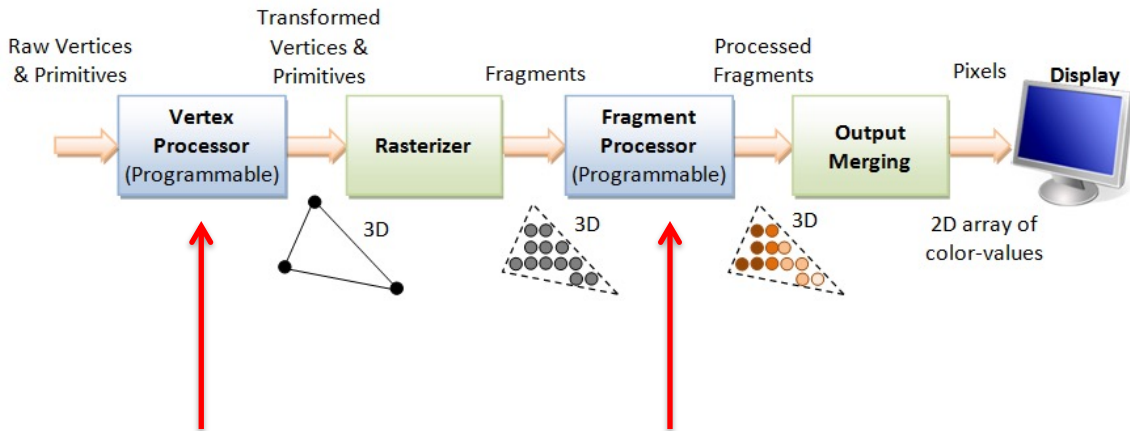 Raw Vertices
& Primitives
Vertex
Processor
(Programmable)
Transformed
Vertices &
Primitives
3D
Rasterizer
Fragments
3D
Fragment
Processor
(Programmable)
Processed
Fragments
3D
Output
Merging
Pixels
2D array of
color-values
Display